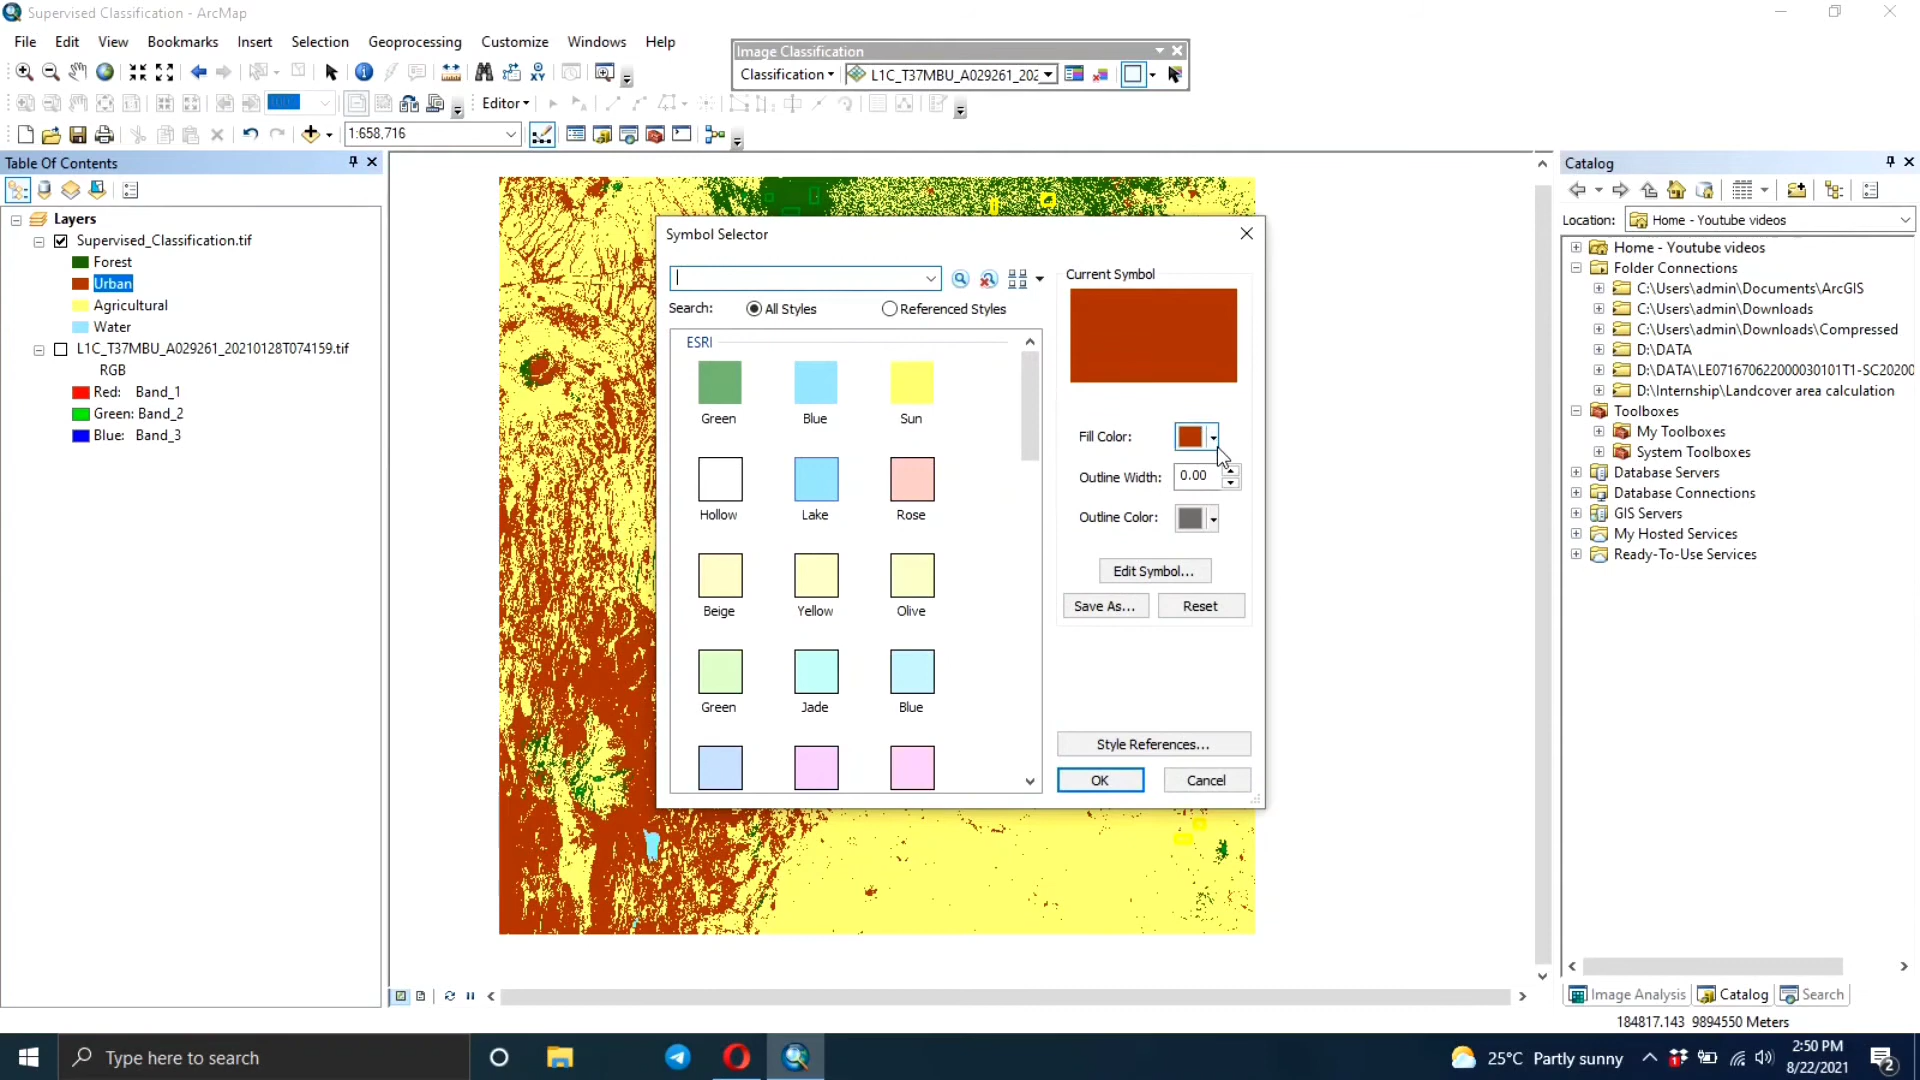 Supervised Classification - ArcMap
File Edit View Bookmarks Insert Selection Geoprocessing Customize Windows Help
Image Classification
Classification L1C_T37MBU_A029261_202
Editor
1:658,716
Table Of Contents
Layers
Supervised_Classification.tif
Forest
Urban
Agricultural
Water
L1C_T37MBU_A029261_20210128T074159.tif
RGB
Red: Band_1
Green: Band_2
Blue: Band_3
Symbol Selector
Search: All Styles Referenced Styles
ESRI
Green Blue Sun
Hollow Lake Rose
Beige Yellow Olive
Green Jade Blue
Current Symbol
Fill Color:
Outline Width: 0.00
Outline Color:
Edit Symbol...
Save As... Reset
Style References...
OK Cancel
Catalog
Location: Home - Youtube videos
Home - Youtube videos
Folder Connections
C:\Users\admin\Documents\ArcGIS
C:\Users\admin\Downloads
C:\Users\admin\Downloads\Compressed
D:\DATA
D:\DATA\LE071670622000030101T1-SC20200
D:\Internship\Landcover area calculation
Toolboxes
My Toolboxes
System Toolboxes
Database Servers
Database Connections
GIS Servers
My Hosted Services
Ready-To-Use Services
Image Analysis Catalog Search
184817.143 9894550 Meters
Type here to search
25°C Partly sunny
2:50 PM
8/22/2021
2